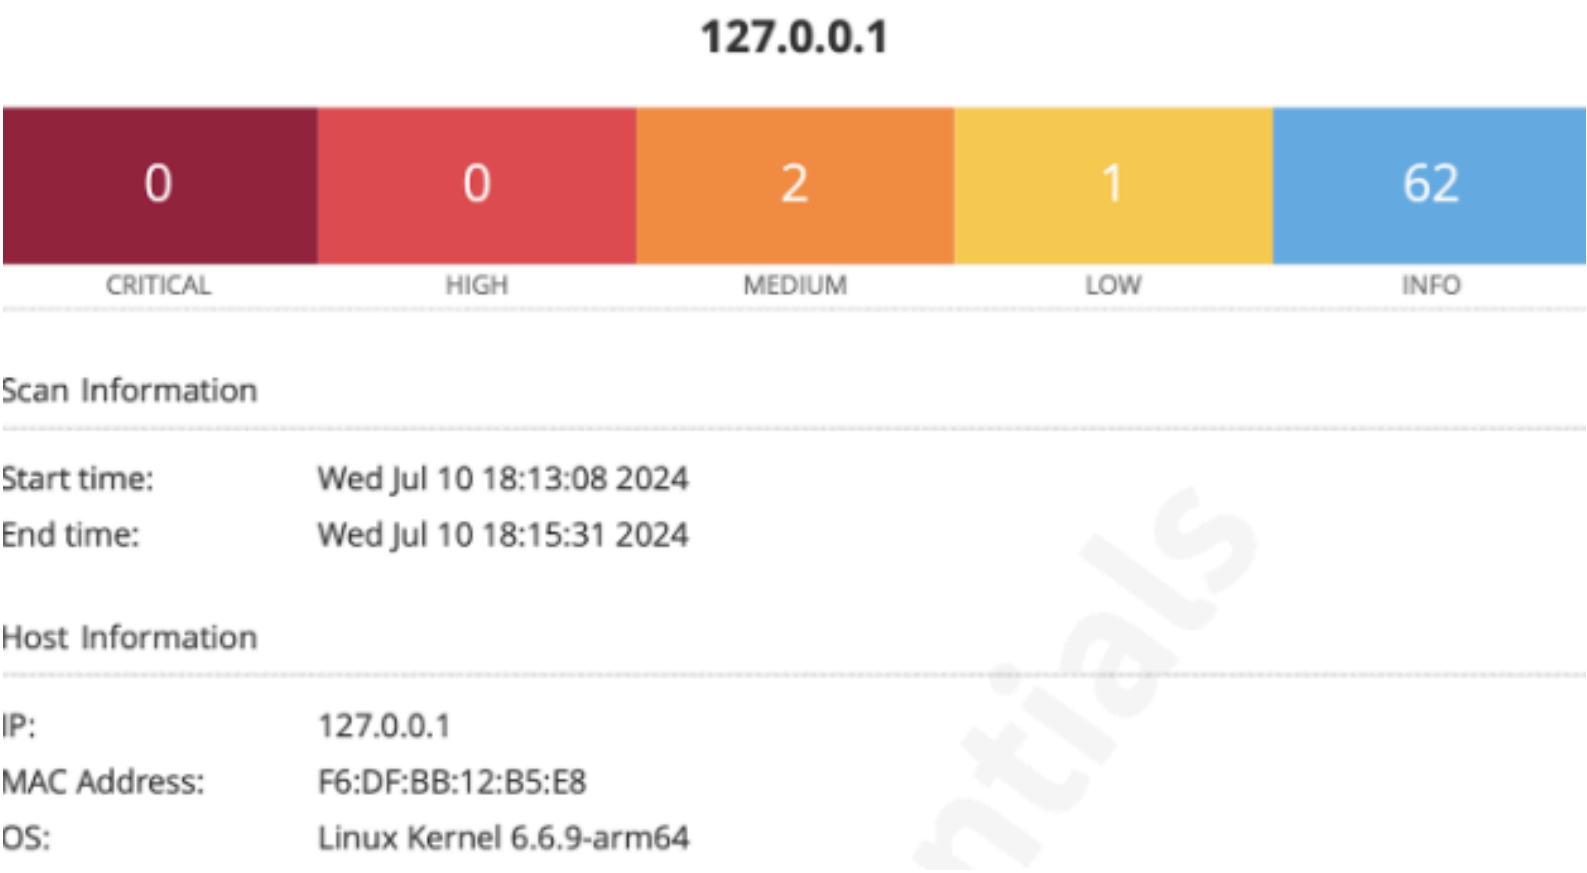 127.0.0.1
0 0 2 1 62
CRITICAL HIGH MEDIUM LOW INFO
Scan Information
Start time: Wed Jul 10 18:13:08 2024
End time: Wed Jul 10 18:15:31 2024
Host Information
IP: 127.0.0.1
MAC Address: F6:DF:BB:12:B5:E8
OS: Linux Kernel 6.6.9-arm64
ntials